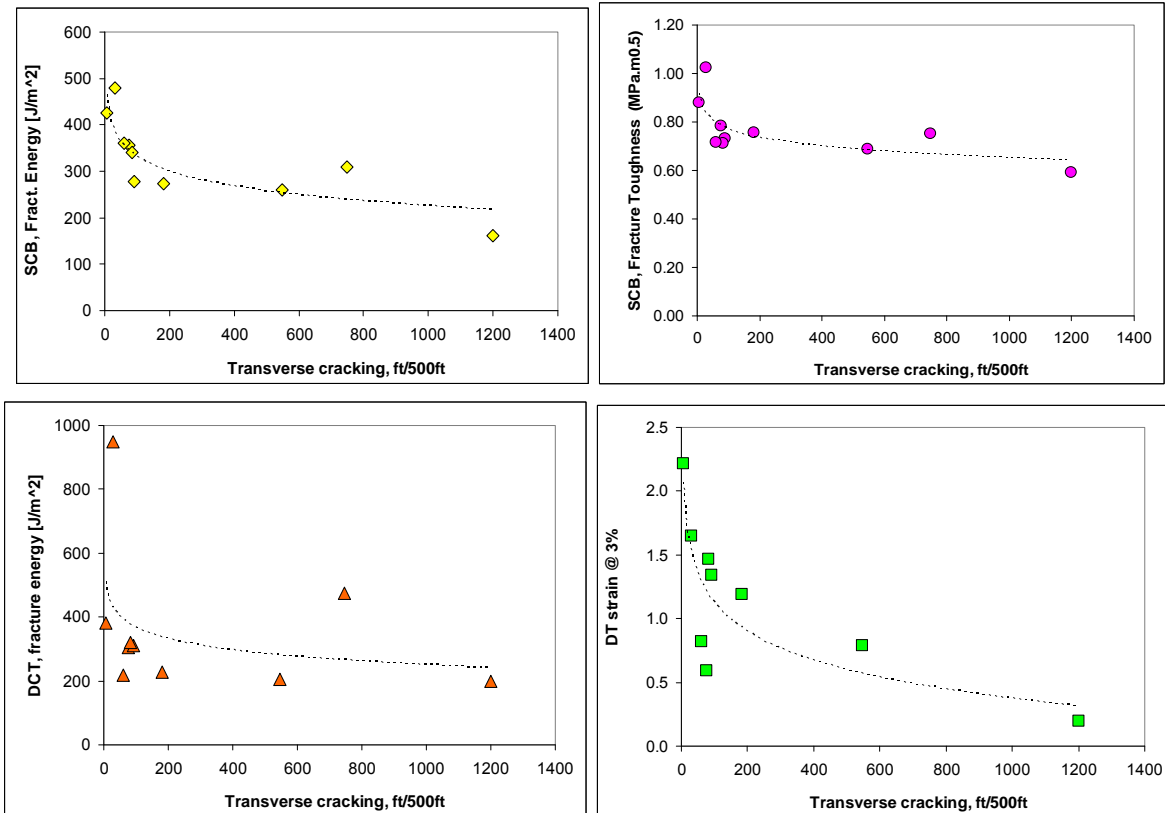 SCB, Fract. Energy [J/m^2]
600
500
400
300
200
100
0
0 200 400 600 800 1000 1200 1400
Transverse cracking, ft/500ft
SCB, Fracture Toughness (MPa.m0.5)
1.20
1.00
0.80
0.60
0.40
0.20
0.00
0 200 400 600 800 1000 1200 1400
Transverse cracking, ft/500ft
DCT, fracture energy [J/m^2]
1000
800
600
400
200
0
0 200 400 600 800 1000 1200 1400
Transverse cracking, ft/500ft
DT strain @ 3%
2.5
2.0
1.5
1.0
0.5
0.0
0 200 400 600 800 1000 1200 1400
Transverse cracking, ft/500ft